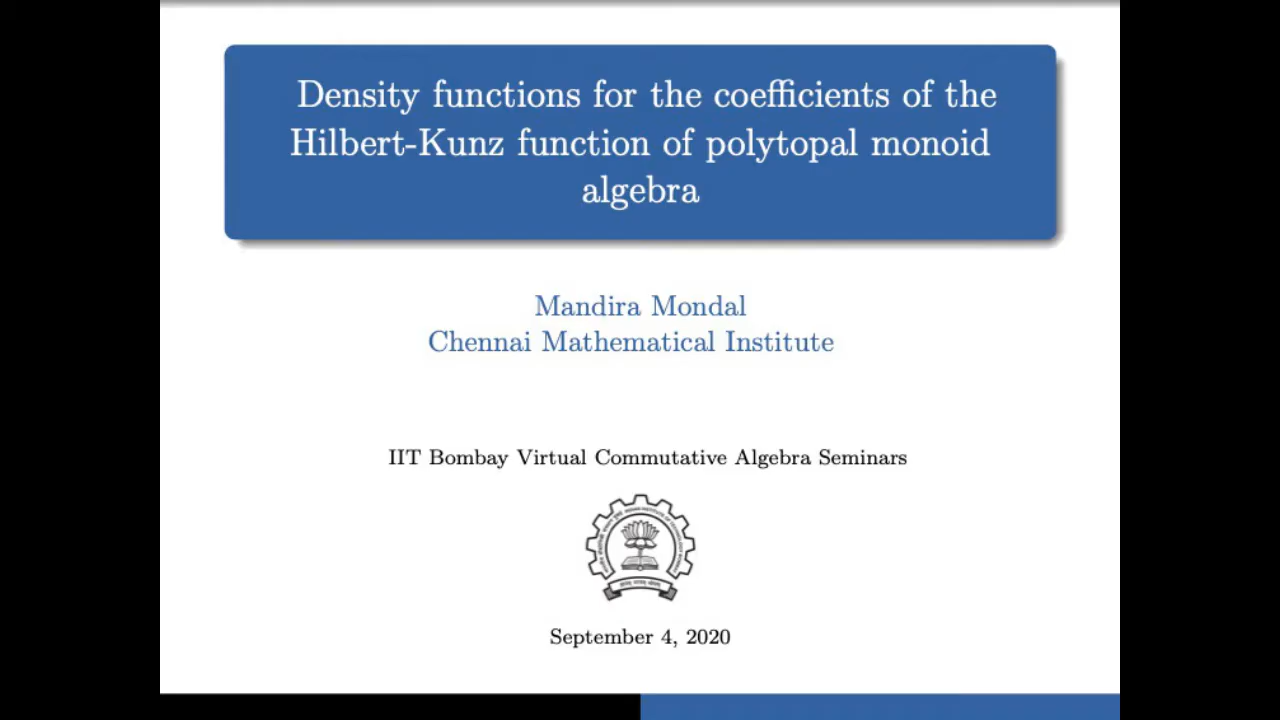 Density functions for the coefficients of the
Hilbert-Kunz function of polytopal monoid
algebra
Mandira Mondal
Chennai Mathematical Institute
IIT Bombay Virtual Commutative Algebra Seminars
September 4, 2020